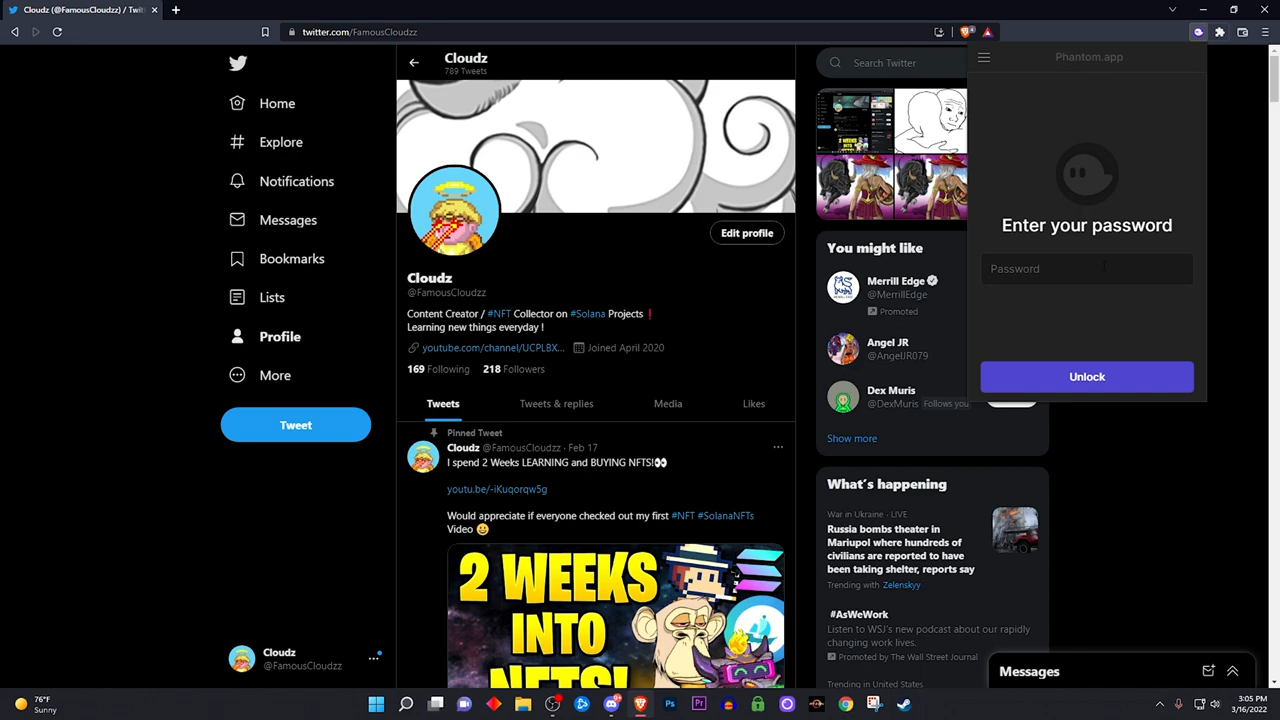 Cloudz (@FamousCloudzz) / Twit
twitter.com/FamousCloudzz
Home
Explore
Notifications
Messages
Bookmarks
Lists
Profile
More
Tweet
Cloudz
@FamousCloudzz
Cloudz
789 Tweets
Edit profile
Cloudz
@FamousCloudzz
Content Creator / #NFT Collector on #Solana Projects❗
Learning new things everyday !
youtube.com/channel/UCPLBX... Joined April 2020
169 Following 218 Followers
Tweets Tweets & replies Media Likes
Pinned Tweet
Cloudz @FamousCloudzz · Feb 17
I spend 2 Weeks LEARNING and BUYING NFTS!👀
youtu.be/-iKuqorqw5g
Would appreciate if everyone checked out my first #NFT #SolanaNFTs
Video 😀
2 WEEKS
INTO
NFTS!
Search Twitter
You might like
Merrill Edge
@MerrillEdge
Promoted
Angel JR
@AngelJR079
Dex Muris
@DexMuris Follows you
Show more
What's happening
War in Ukraine · LIVE
Russia bombs theater in
Mariupol where hundreds of
civilians are reported to have
been taking shelter, reports say
Trending with Zelenskyy
#AsWeWork
Listen to WSJ's new podcast about our rapidly
changing work lives.
Promoted by The Wall Street Journal
Trending in United States
Messages
Phantom.app
Enter your password
Password
Unlock
76°F
Sunny
3:05 PM
3/16/2022